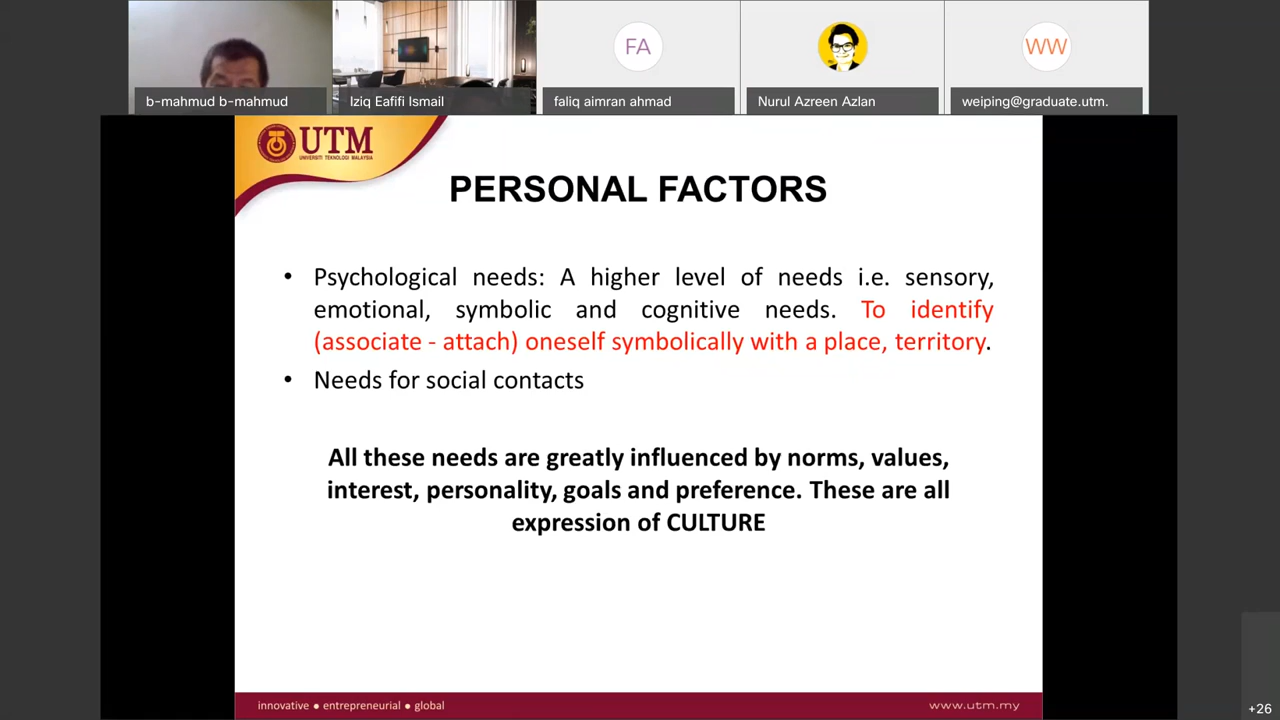 b-mahmud b-mahmud
Iziq Eafifi Ismail
FA
faliq aimran ahmad
Nurul Azreen Azlan
WW
weiping@graduate.utm.
UTM
UNIVERSITI TEKNOLOGI MALAYSIA
PERSONAL FACTORS
• Psychological needs: A higher level of needs i.e. sensory,
emotional, symbolic and cognitive needs. To identify
(associate - attach) oneself symbolically with a place, territory.
• Needs for social contacts
All these needs are greatly influenced by norms, values,
interest, personality, goals and preference. These are all
expression of CULTURE
innovative ● entrepreneurial ● global
www.utm.my
+26